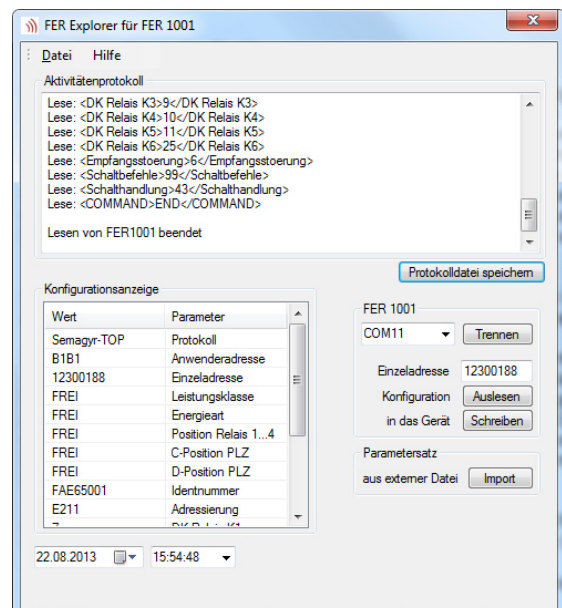 FER Explorer für FER 1001
Datei Hilfe
Aktivitätenprotokoll
Lese: <DK Relais K3>9</DK Relais K3>
Lese: <DK Relais K4>10</DK Relais K4>
Lese: <DK Relais K5>11</DK Relais K5>
Lese: <DK Relais K6>25</DK Relais K6>
Lese: <Empfangsstoerung>6</Empfangsstoerung>
Lese: <Schaltbefehle>99</Schaltbefehle>
Lese: <Schalthandlung>43</Schalthandlung>
Lese: <COMMAND>END</COMMAND>
Lesen von FER1001 beendet
Protokolldatei speichern
Konfigurationsanzeige
Wert Parameter
Semagyr-TOP Protokoll
B1B1 Anwenderadresse
12300188 Einzeladresse
FREI Leistungsklasse
FREI Energieart
FREI Position Relais 1...4
FREI C-Position PLZ
FREI D-Position PLZ
FAE65001 Identnummer
E211 Adressierung
FER 1001
COM11 Trennen
Einzeladresse 12300188
Konfiguration Auslesen
in das Gerät Schreiben
Parametersatz
aus externer Datei Import
22.08.2013 15:54:48